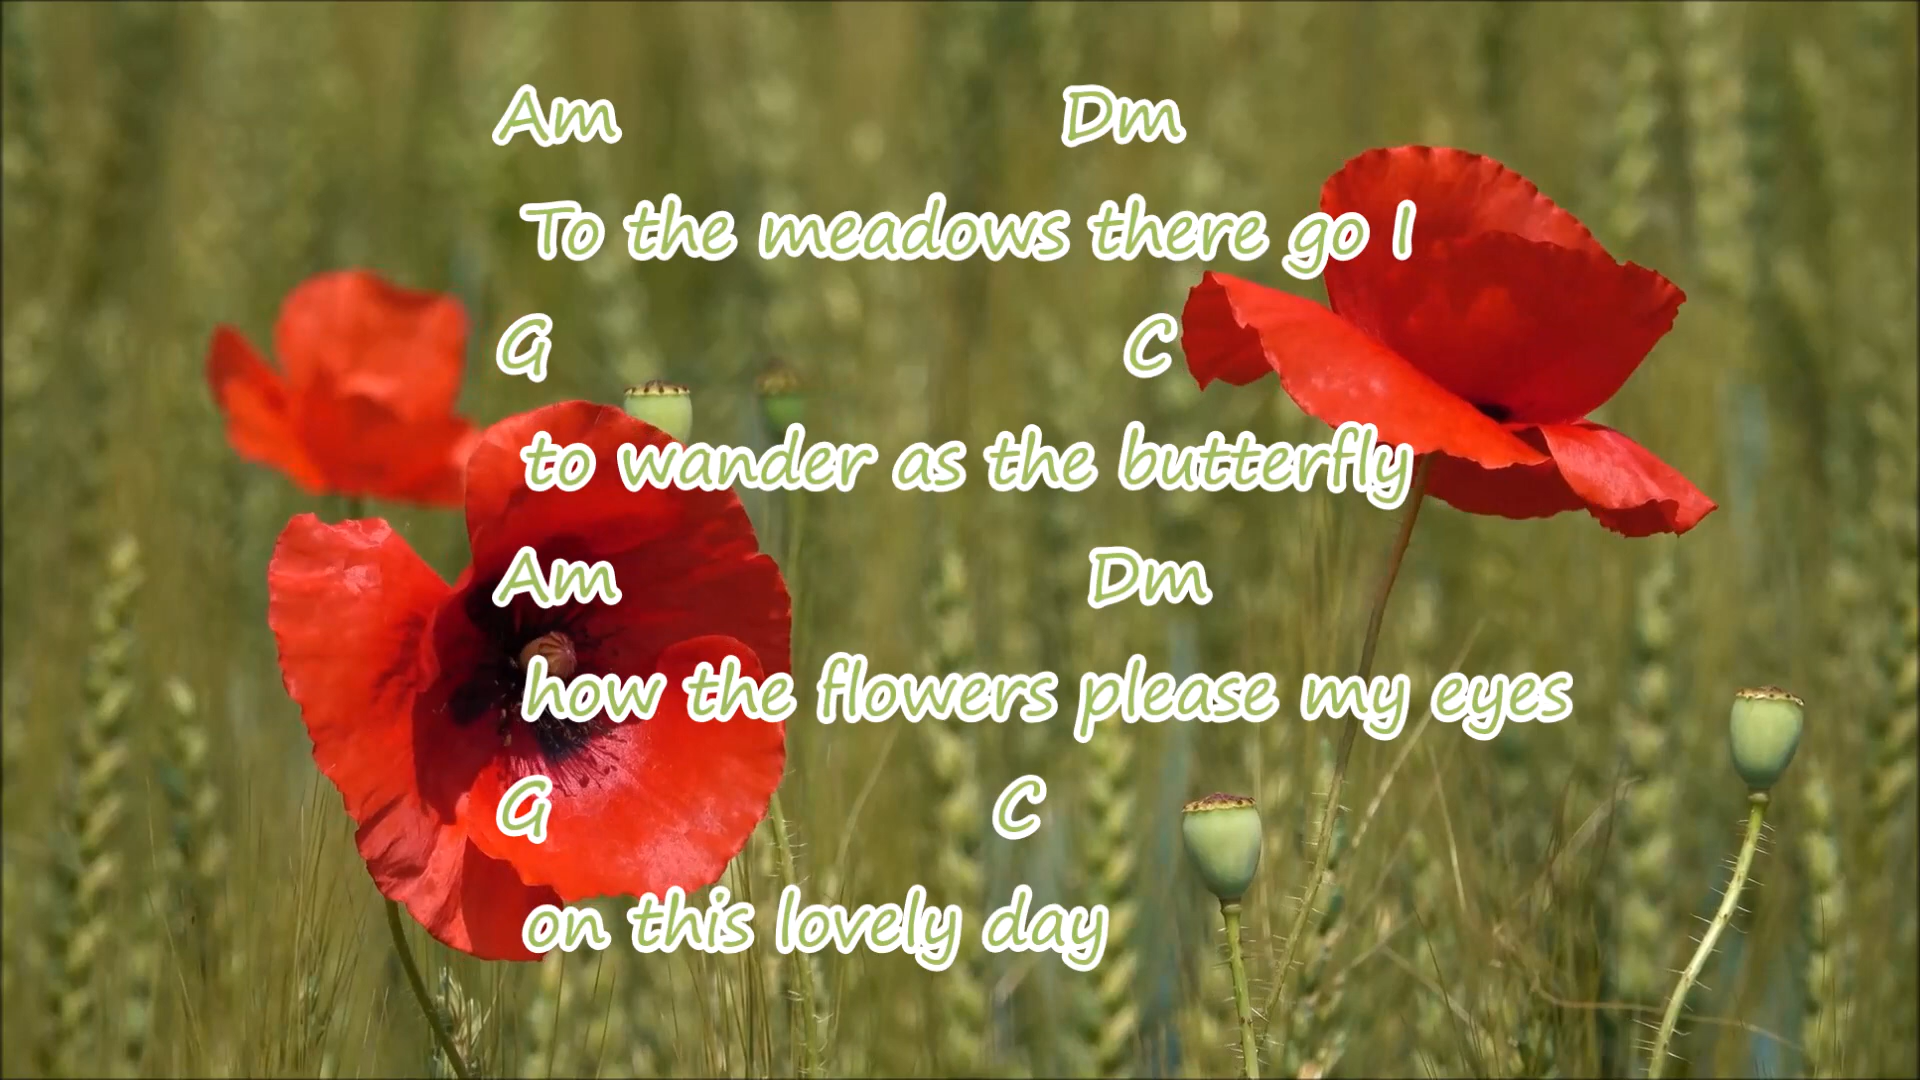 Am Dm
To the meadows there go I
G C
to wander as the butterfly
Am Dm
how the flowers please my eyes
G C
on this lovely day